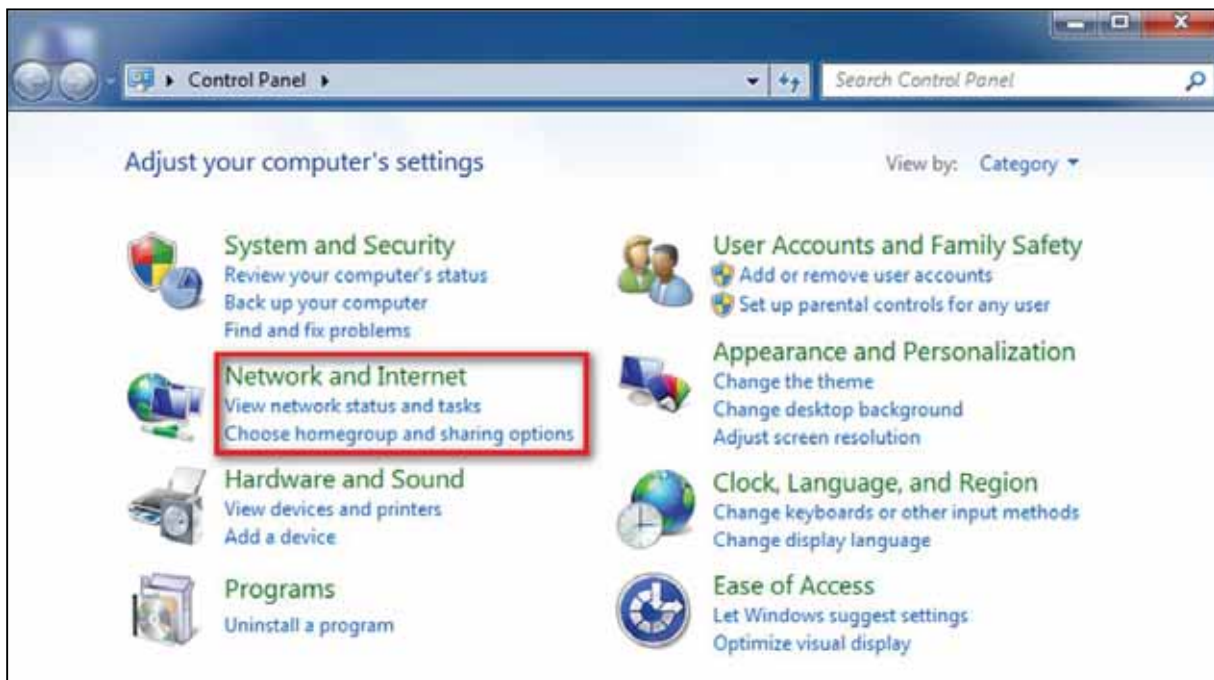 Control Panel
Search Control Panel
Adjust your computer's settings
View by: Category
System and Security
Review your computer's status
Back up your computer
Find and fix problems
Network and Internet
View network status and tasks
Choose homegroup and sharing options
Hardware and Sound
View devices and printers
Add a device
Programs
Uninstall a program
User Accounts and Family Safety
Add or remove user accounts
Set up parental controls for any user
Appearance and Personalization
Change the theme
Change desktop background
Adjust screen resolution
Clock, Language, and Region
Change keyboards or other input methods
Change display language
Ease of Access
Let Windows suggest settings
Optimize visual display